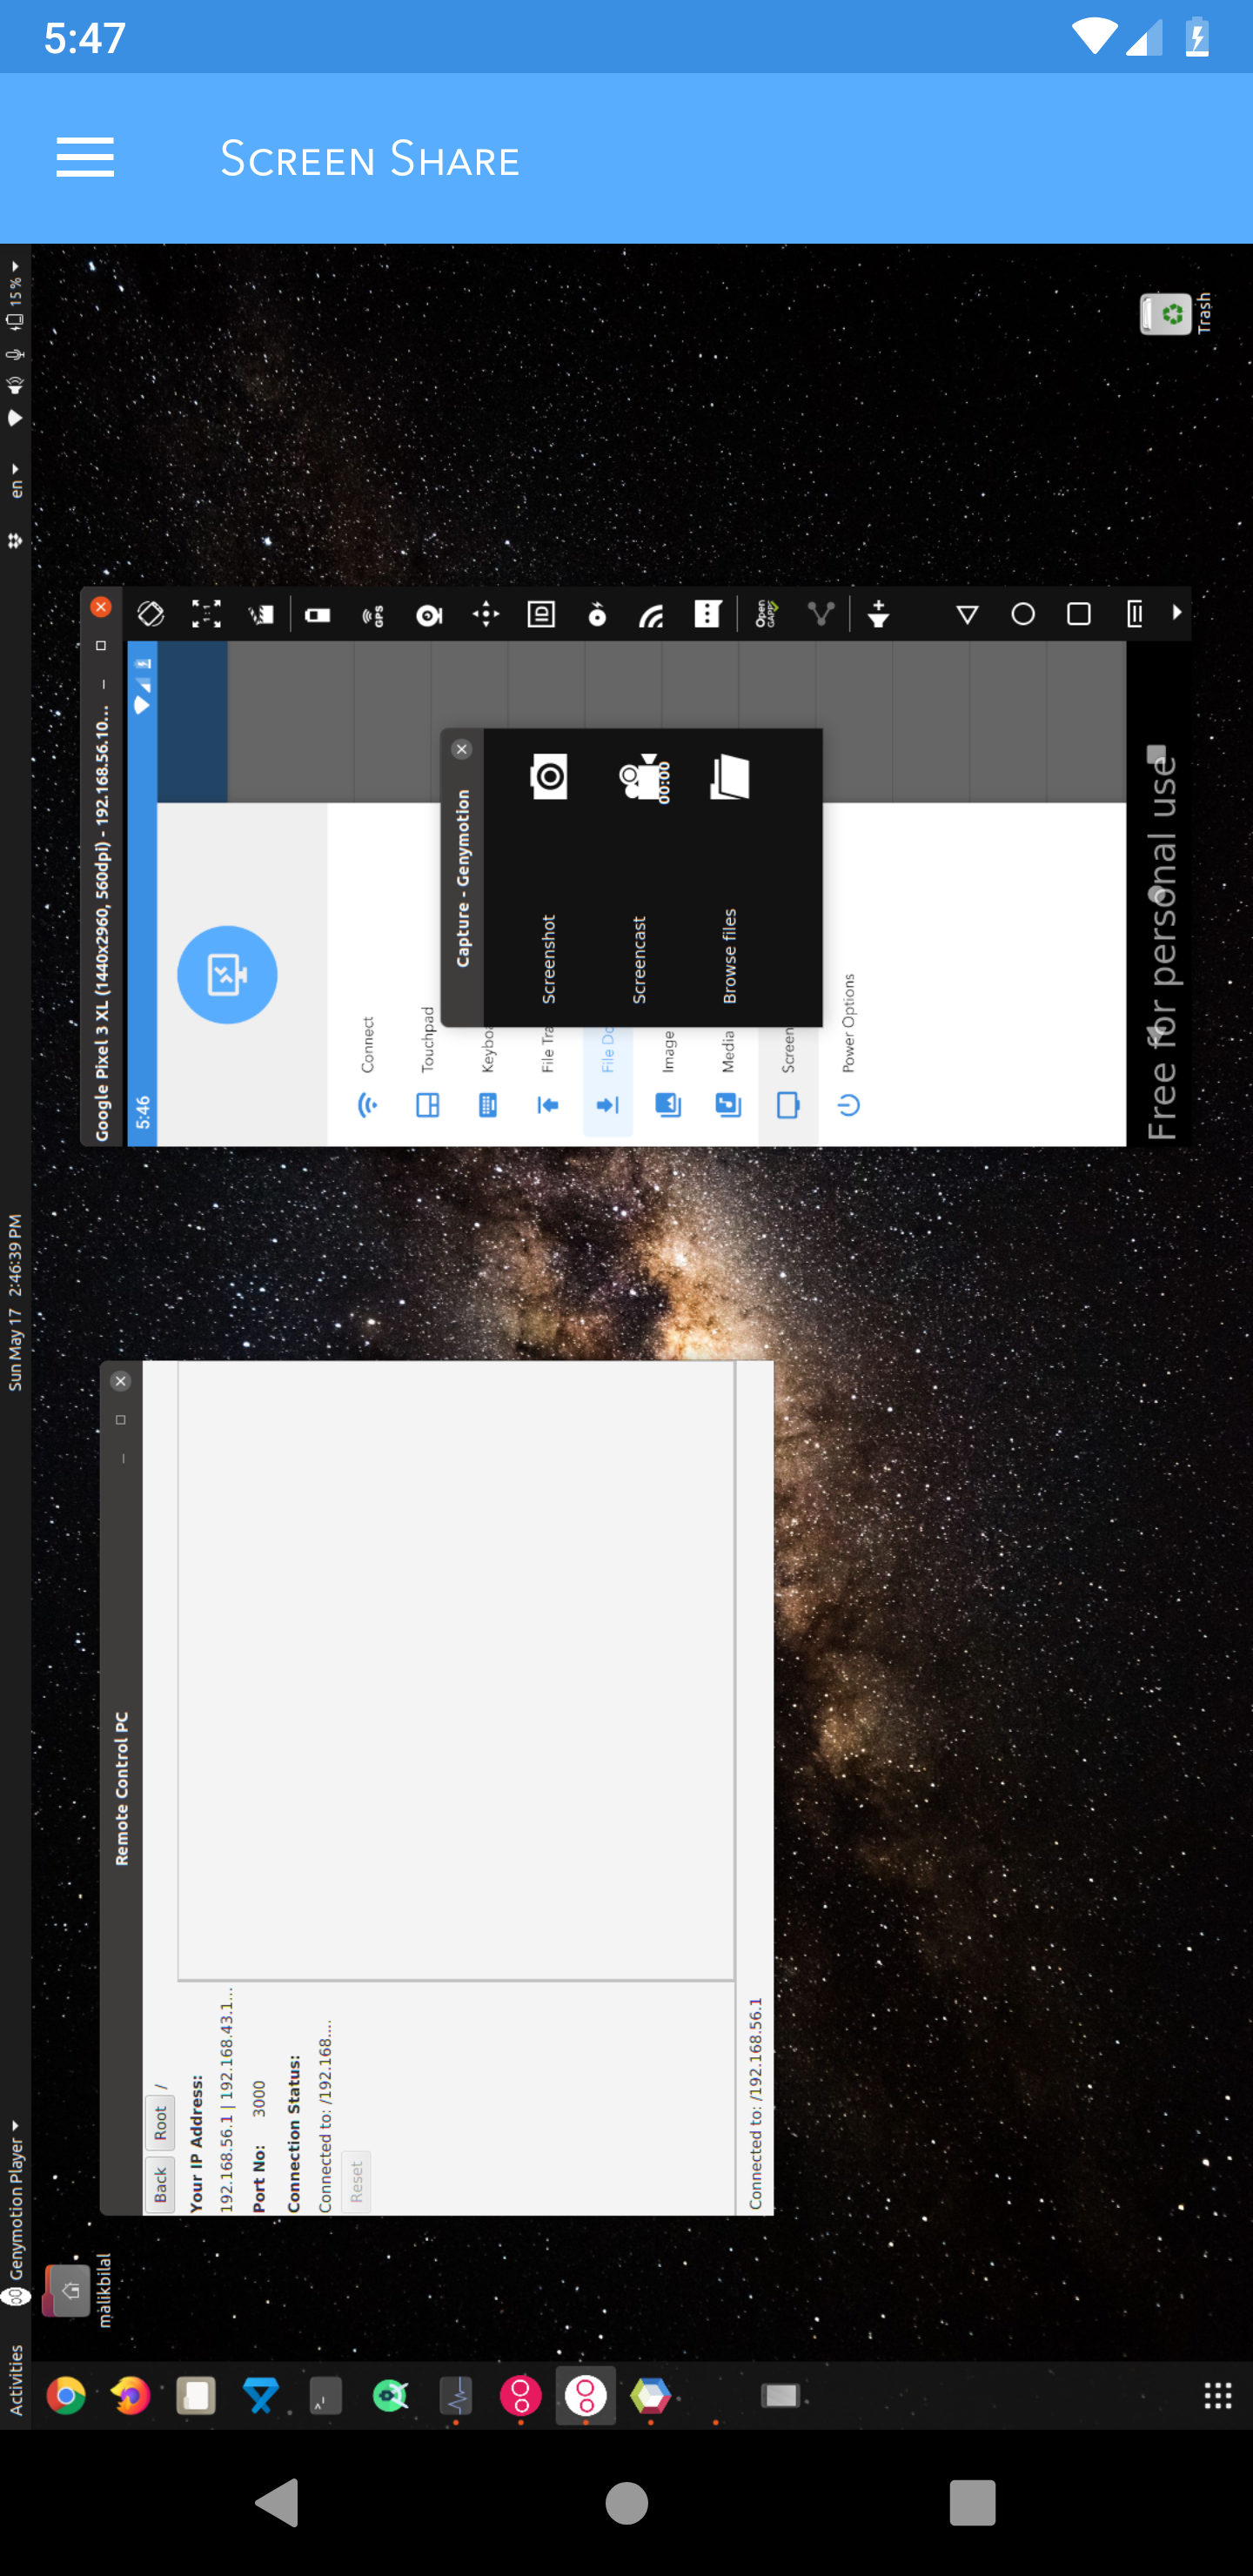 5:47
Screen Share
Activities
Genymotion Player
Sun May 17 2:46:39 PM
en
15 %
malikbilal
Trash
Remote Control PC
Back
Root
/
Your IP Address:
192.168.56.1 | 192.168.43.1...
Port No: 3000
Connection Status:
Connected to: /192.168....
Reset
Connected to: /192.168.56.1
Google Pixel 3 XL (1440x2960, 560dpi) - 192.168.56.10...
5:46
Connect
Touchpad
Keybo
File Tra
File Do
Image
Media
Screen
Power Options
Capture - Genymotion
Screenshot
Screencast
00:00
Browse files
1:1
GPS
ID
Open
GAPPS
Free for personal use